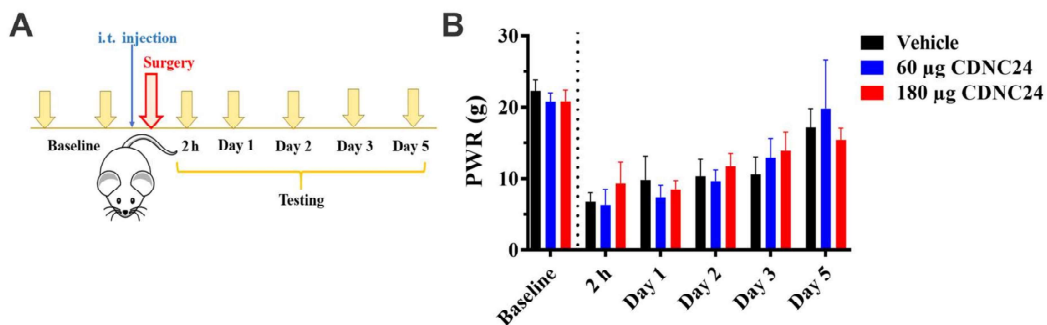 A
i.t. injection
Surgery
Baseline
2 h
Day 1
Day 2
Day 3
Day 5
Testing
B
PWR (g)
30
20
10
0
Baseline
2 h
Day 1
Day 2
Day 3
Day 5
Vehicle
60 µg CDNC24
180 µg CDNC24